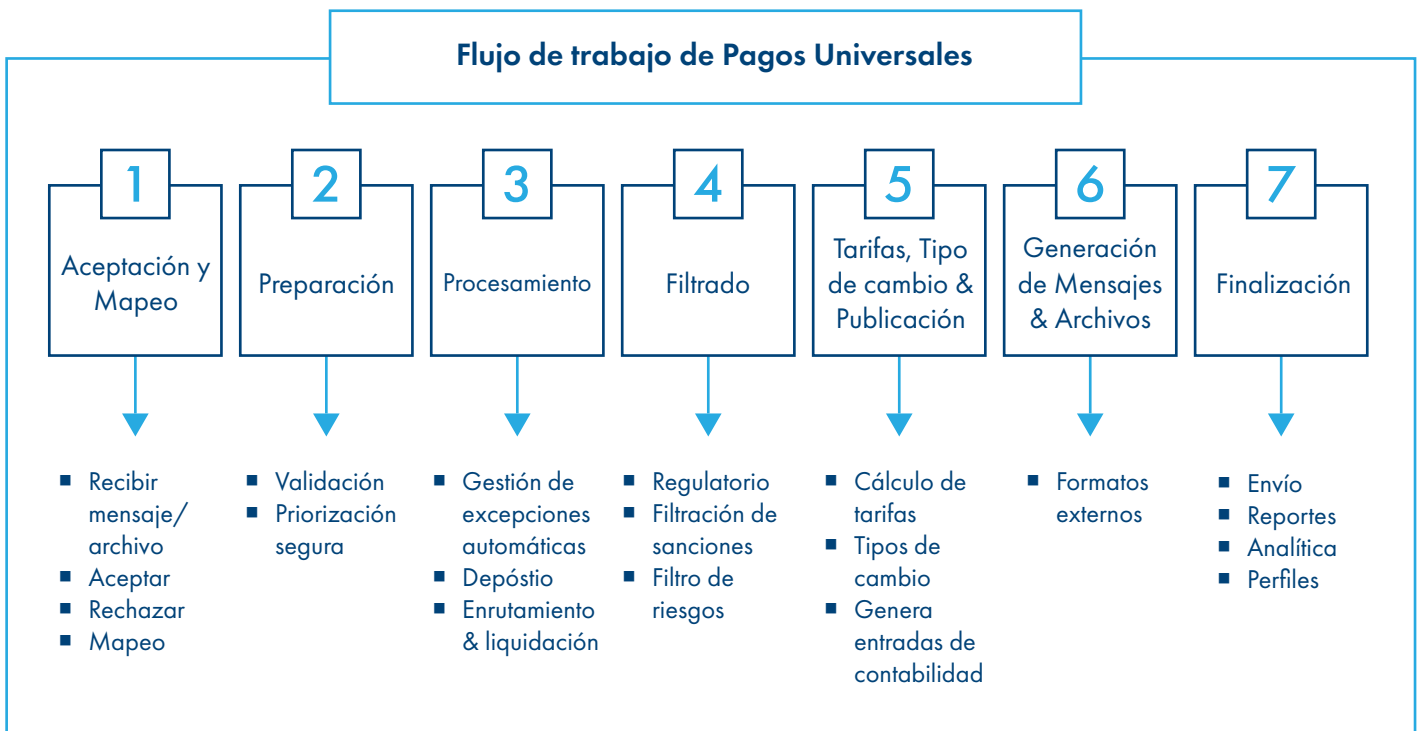 Flujo de trabajo de Pagos Universales
1
Aceptación y
Mapeo
■ Recibir
mensaje/
archivo
■ Aceptar
■ Rechazar
■ Mapeo
2
Preparación
■ Validación
■ Priorización
segura
3
Procesamiento
■ Gestión de
excepciones
automáticas
■ Depóstio
■ Enrutamiento
& liquidación
4
Filtrado
■ Regulatorio
■ Filtración de
sanciones
■ Filtro de
riesgos
5
Tarifas, Tipo
de cambio &
Publicación
■ Cálculo de
tarifas
■ Tipos de
cambio
■ Genera
entradas de
contabilidad
6
Generación
de Mensajes
& Archivos
■ Formatos
externos
7
Finalización
■ Envío
■ Reportes
■ Analítica
■ Perfiles